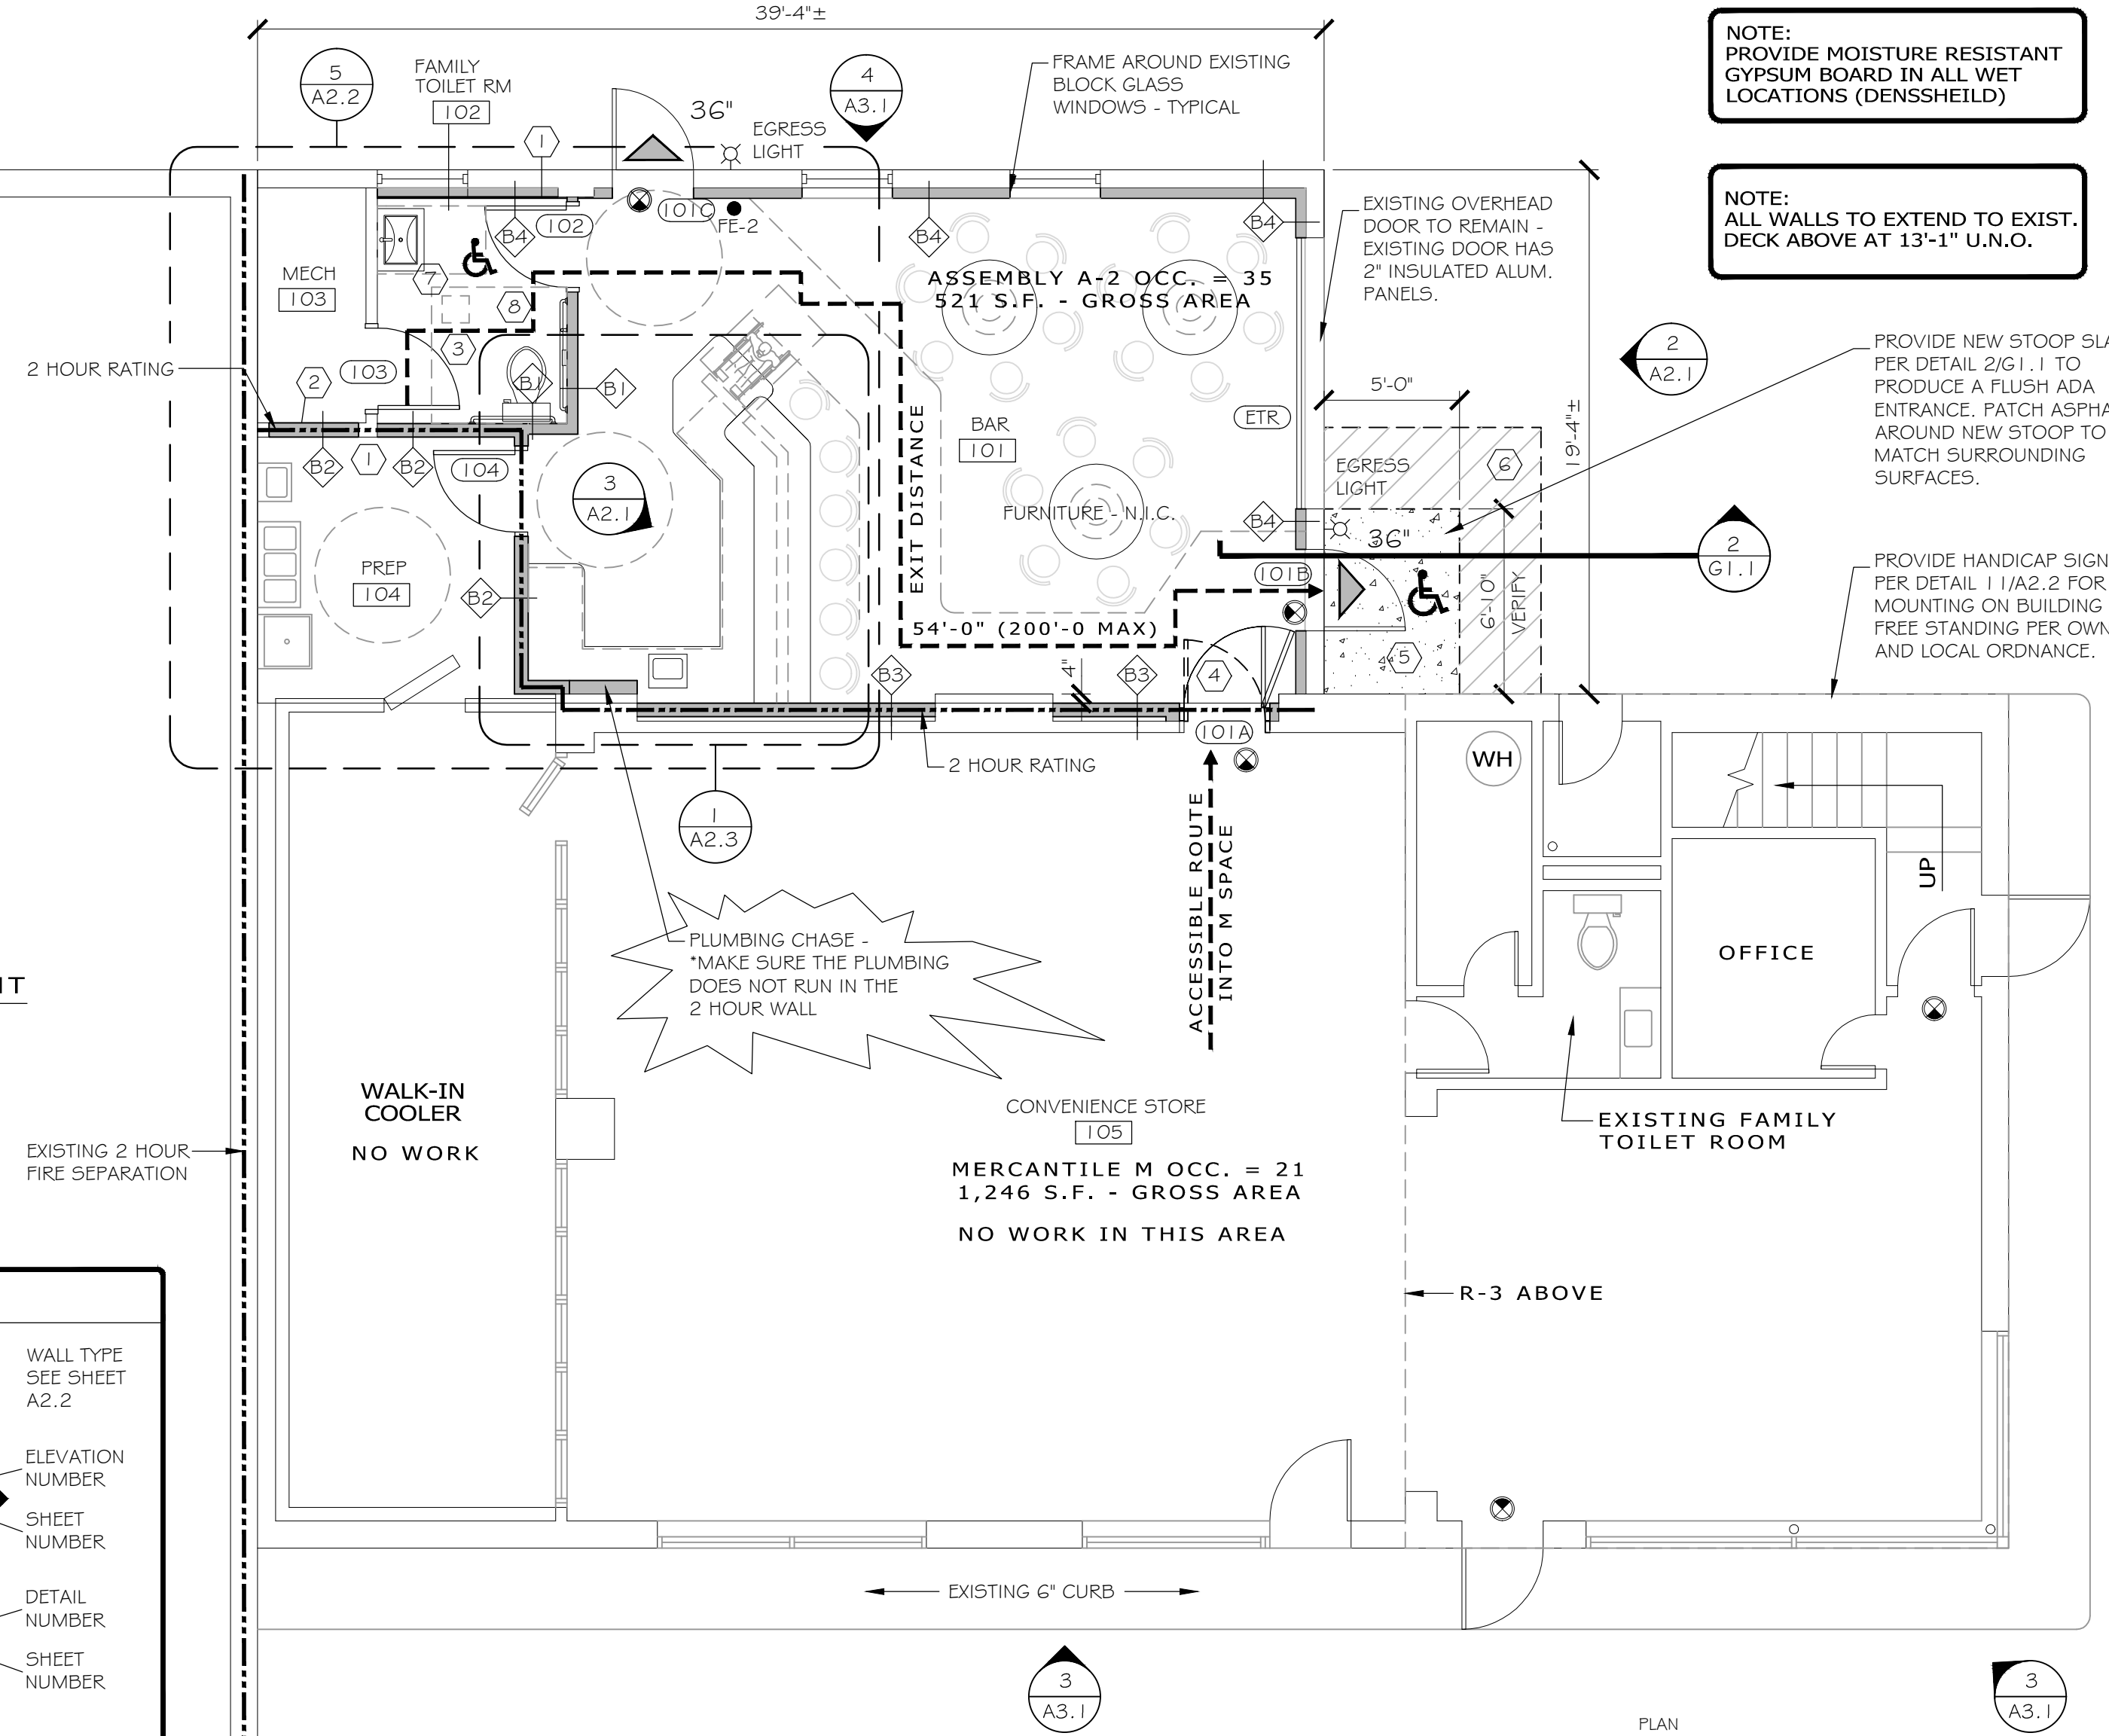 39'-4"±
NOTE:
PROVIDE MOISTURE RESISTANT
GYPSUM BOARD IN ALL WET
LOCATIONS (DENSSHEILD)
NOTE:
ALL WALLS TO EXTEND TO EXIST.
DECK ABOVE AT 13'-1" U.N.O.
5
A2.2
FAMILY
TOILET RM
102
1
36"
EGRESS
LIGHT
4
A3.1
FRAME AROUND EXISTING
BLOCK GLASS
WINDOWS - TYPICAL
EXISTING OVERHEAD
DOOR TO REMAIN -
EXISTING DOOR HAS
2" INSULATED ALUM.
PANELS.
B4
102
101C
FE-2
B4
B4
MECH
103
7
8
3
2
103
B1
B1
2 HOUR RATING
ASSEMBLY A-2 OCC. = 35
521 S.F. - GROSS AREA
BAR
101
ETR
EXIT DISTANCE
FURNITURE - N.I.C.
54'-0" (200'-0 MAX)
2
A2.1
PROVIDE NEW STOOP
PER DETAIL 2/G1.1 TO
PRODUCE A FLUSH ADA
ENTRANCE. PATCH
AROUND NEW STOOP TO
MATCH SURROUNDING
SURFACES.
5'-0"
19'-4"±
EGRESS
LIGHT
6
B4
36"
101B
6'-10"
VERIFY
5
2
G1.1
PROVIDE HANDICAP SIGN
PER DETAIL 11/A2.2 FOR
MOUNTING ON BUILDING
FREE STANDING PER
AND LOCAL ORDNANCE.
B2
1
B2
104
3
A2.1
PREP
104
B2
B3
4"
B3
4
101A
2 HOUR RATING
1
A2.3
PLUMBING CHASE -
*MAKE SURE THE PLUMBING
DOES NOT RUN IN THE
2 HOUR WALL
ACCESSIBLE ROUTE
INTO M SPACE
WH
UP
OFFICE
WALK-IN
COOLER
NO WORK
EXISTING 2 HOUR
FIRE SEPARATION
CONVENIENCE STORE
105
MERCANTILE M OCC. = 21
1,246 S.F. - GROSS AREA
NO WORK IN THIS AREA
EXISTING FAMILY
TOILET ROOM
R-3 ABOVE
WALL TYPE
SEE SHEET
A2.2
ELEVATION
NUMBER
SHEET
NUMBER
DETAIL
NUMBER
SHEET
NUMBER
EXISTING 6" CURB
3
A3.1
PLAN
3
A3.1